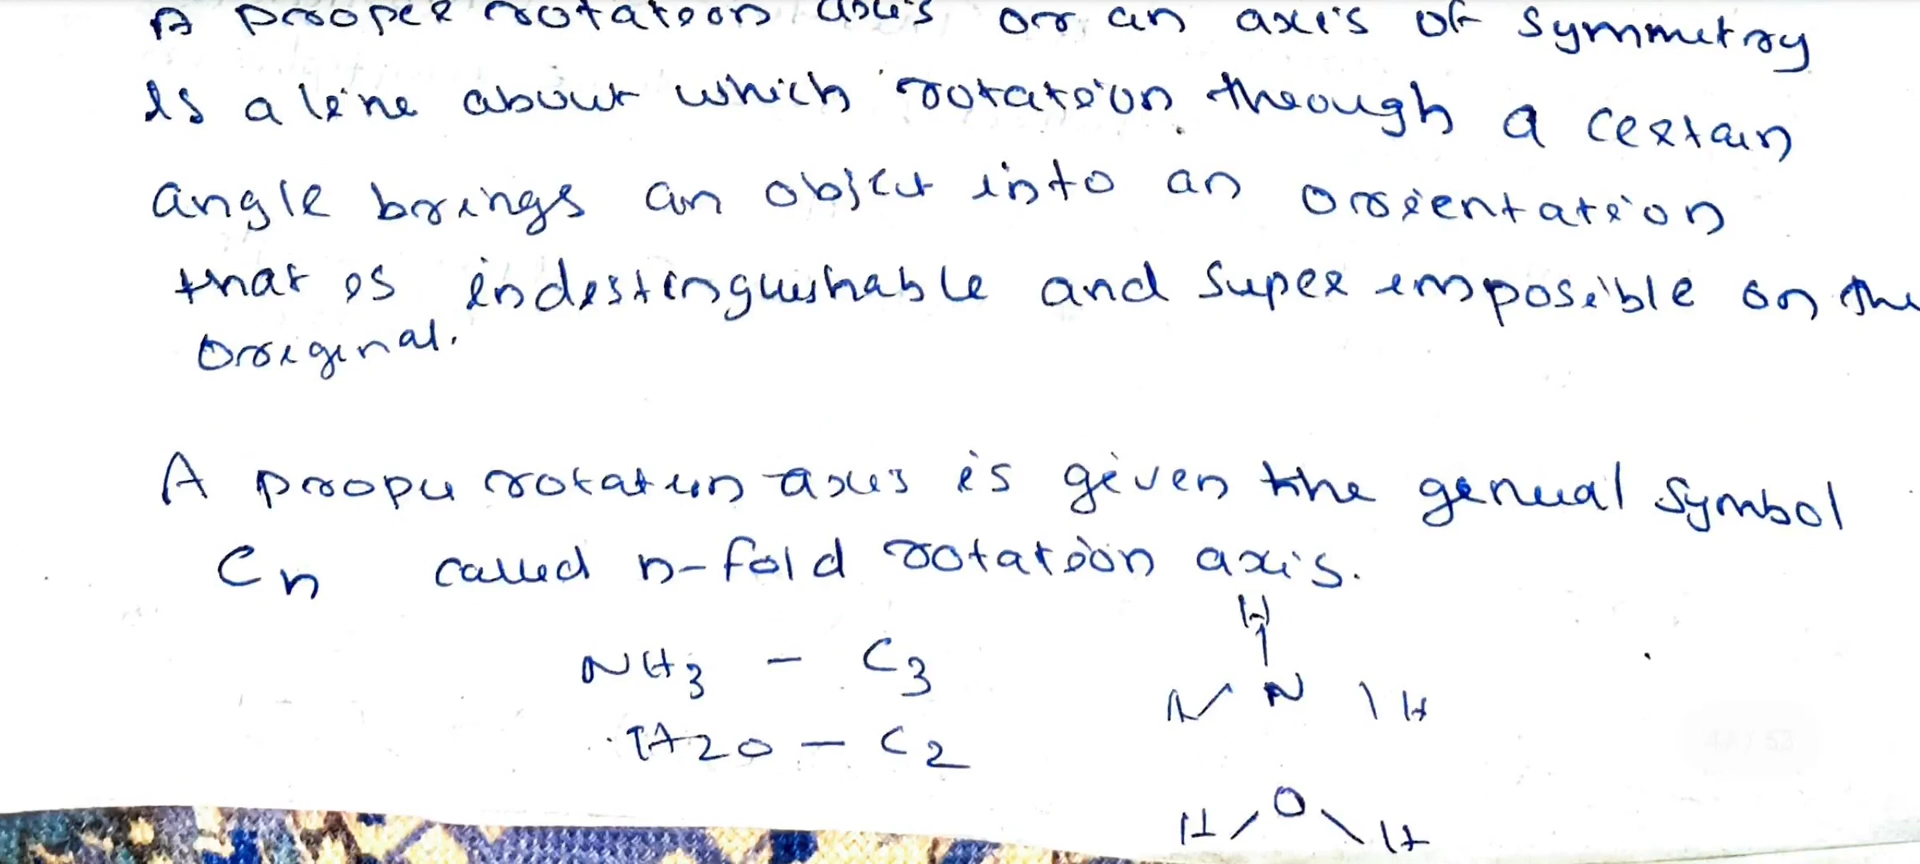 A proper rotation axis or an axis of symmetry
is a line about which rotation through a certain
angle brings an object into an orientation
that is indistinguishable and super imposible on the
original.
A proper rotation axis is given the general symbol
Cn called n-fold rotation axis.
NH3 - C3
H2O - C2
H
N H
H O H